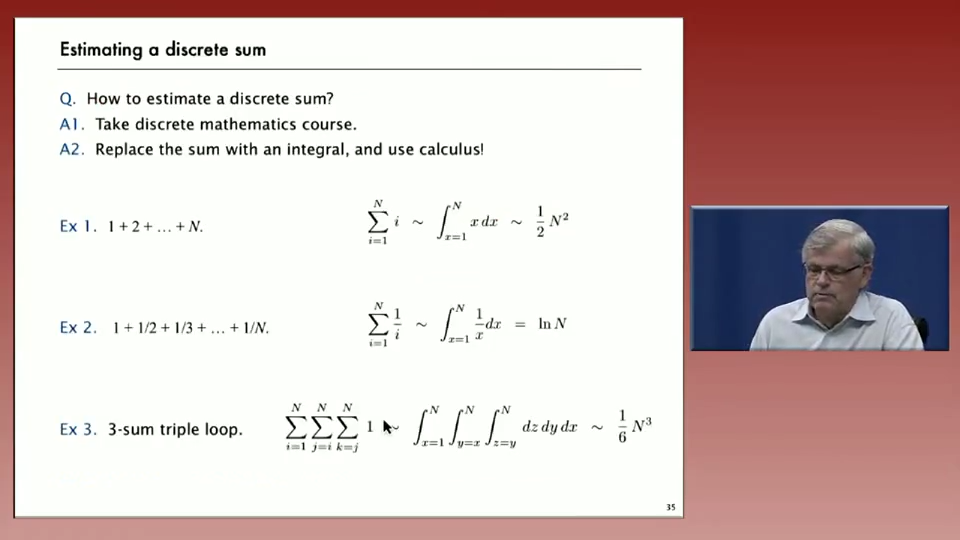 Estimating a discrete sum
Q. How to estimate a discrete sum?
A1. Take discrete mathematics course.
A2. Replace the sum with an integral, and use calculus!
Ex 1. 1 + 2 + … + N. $\sum_{i=1}^{N} i \sim \int_{x=1}^{N} x\,dx \sim \frac{1}{2} N^2$
Ex 2. 1 + 1/2 + 1/3 + … + 1/N. $\sum_{i=1}^{N} \frac{1}{i} \sim \int_{x=1}^{N} \frac{1}{x} dx = \ln N$
Ex 3. 3-sum triple loop. $\sum_{i=1}^{N} \sum_{j=i}^{N} \sum_{k=j}^{N} 1 \sim \int_{x=1}^{N} \int_{y=x}^{N} \int_{z=y}^{N} dz\,dy\,dx \sim \frac{1}{6} N^3$
35